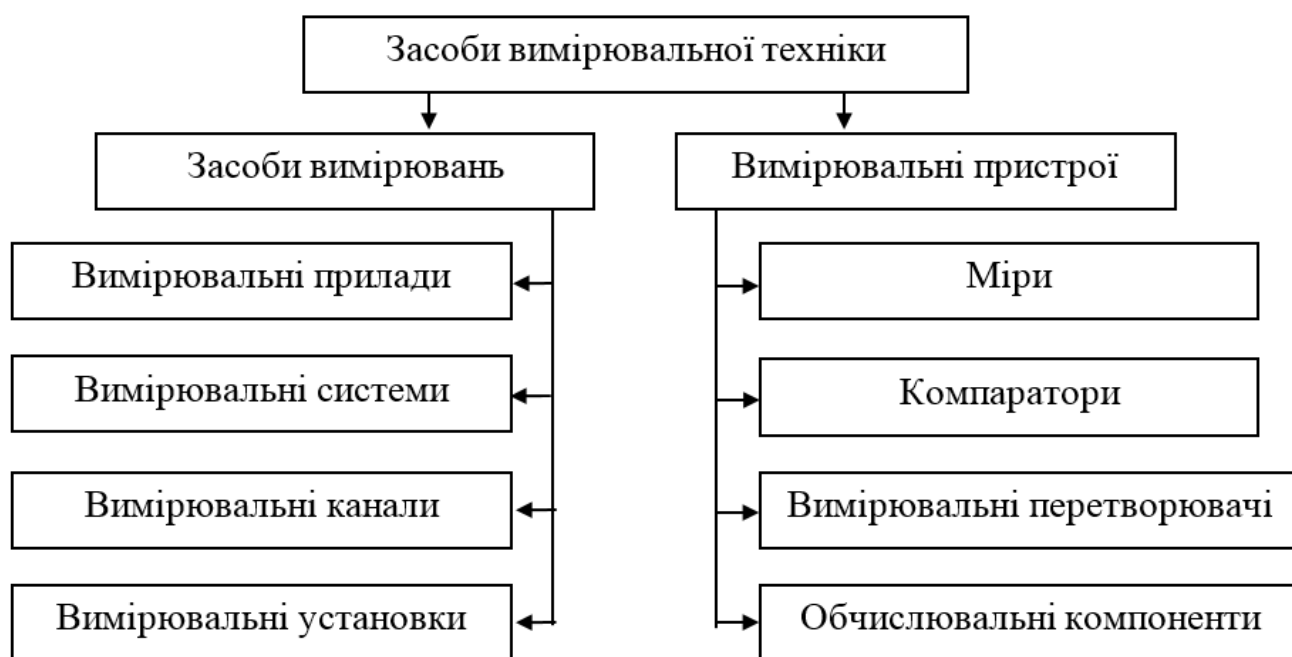 Засоби вимірювальної техніки
Засоби вимірювань
Вимірювальні пристрої
Вимірювальні прилади
Міри
Вимірювальні системи
Компаратори
Вимірювальні канали
Вимірювальні перетворювачі
Вимірювальні установки
Обчислювальні компоненти